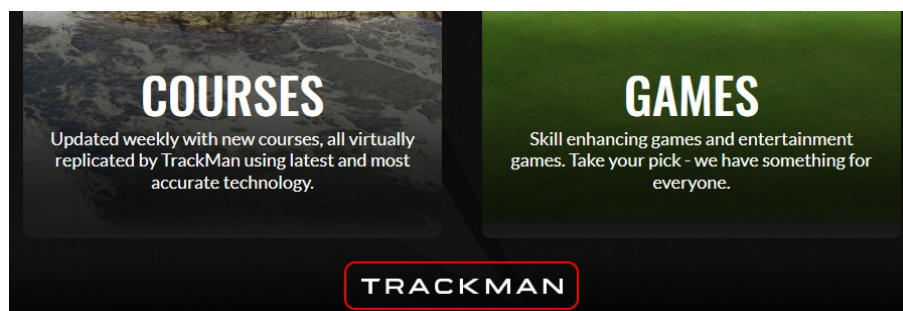 COURSES
Updated weekly with new courses, all virtually
replicated by TrackMan using latest and most
accurate technology.
GAMES
Skill enhancing games and entertainment
games. Take your pick - we have something for
everyone.
TRACKMAN